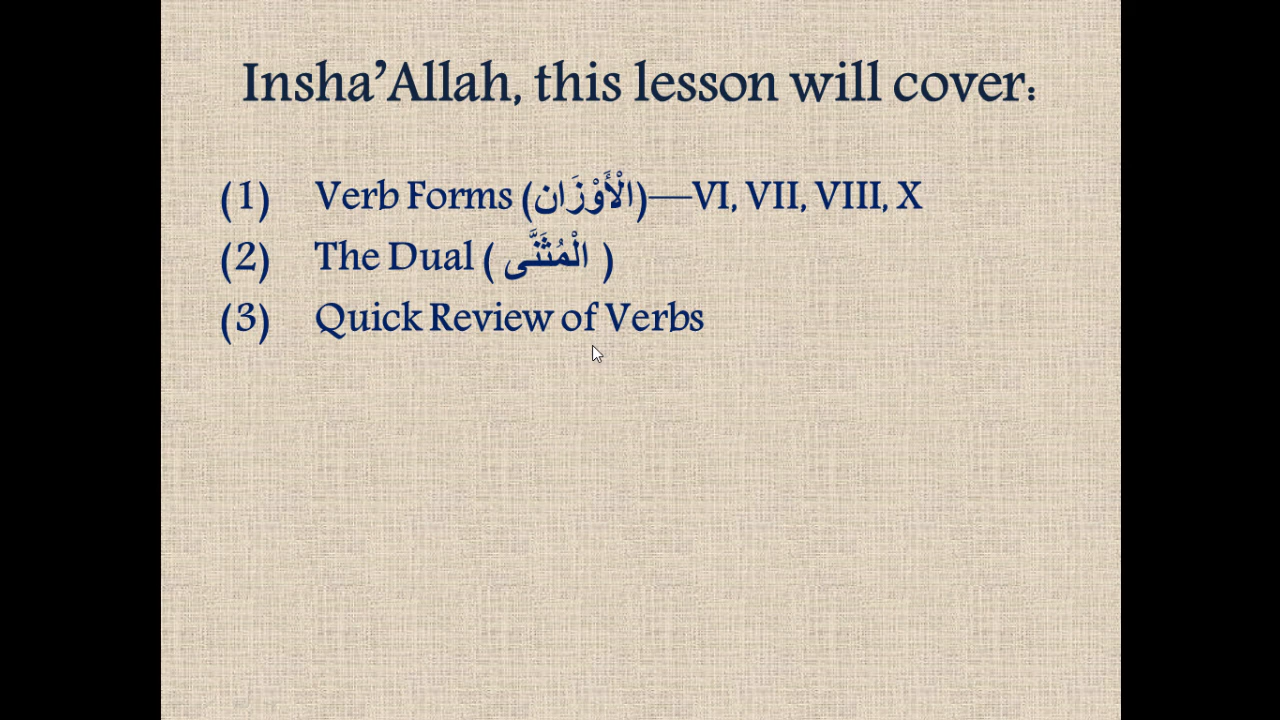 Insha’Allah, this lesson will cover:
(1) Verb Forms (الْأَوْزَان)—VI, VII, VIII, X
(2) The Dual ( الْمُثَنَّى )
(3) Quick Review of Verbs